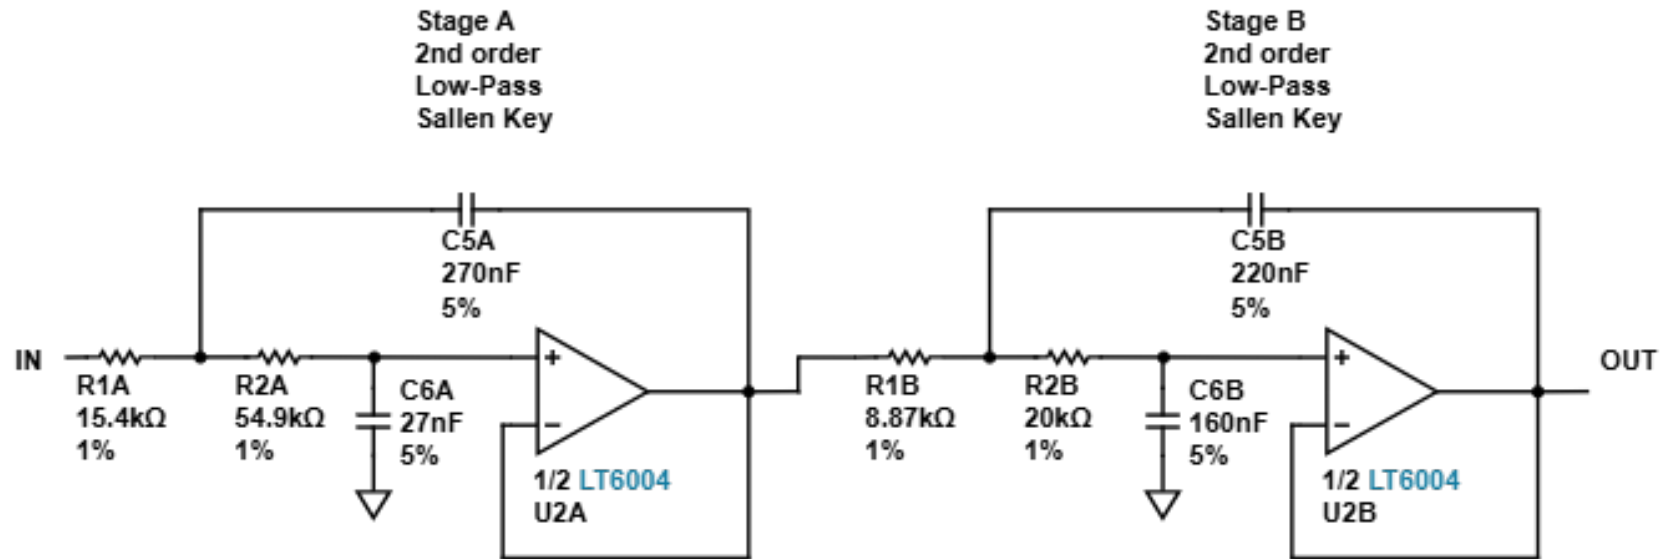 Stage A
2nd order
Low-Pass
Sallen Key
Stage B
2nd order
Low-Pass
Sallen Key
C5A
270nF
5%
C5B
220nF
5%
IN
R1A
15.4kΩ
1%
R2A
54.9kΩ
1%
C6A
27nF
5%
+
−
1/2 LT6004
U2A
R1B
8.87kΩ
1%
R2B
20kΩ
1%
C6B
160nF
5%
+
−
1/2 LT6004
U2B
OUT